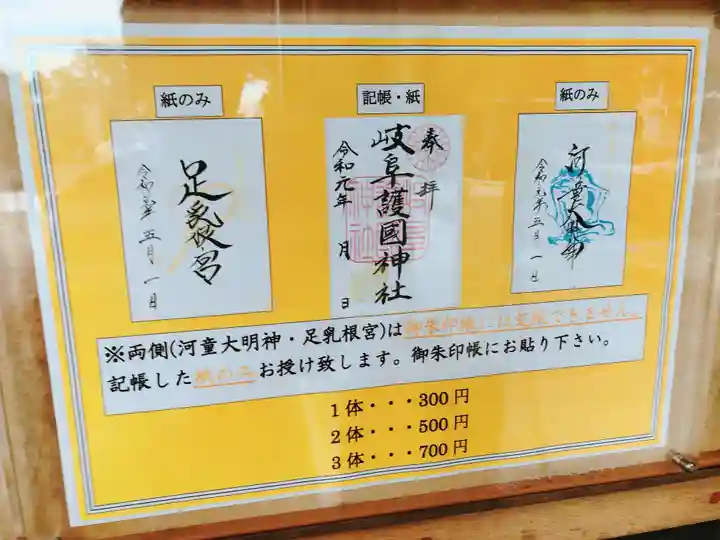 紙のみ
記帳・紙
紙のみ
足乳根宮
五月一日
奉拝
岐阜護國神社
令和元年 月 日
河童大明神
令和元年五月一日
※両側(河童大明神・足乳根宮)は御朱印帳には記帳できません。
記帳した紙のみお授け致します。御朱印帳にお貼り下さい。
1体・・・300円
2体・・・500円
3体・・・700円